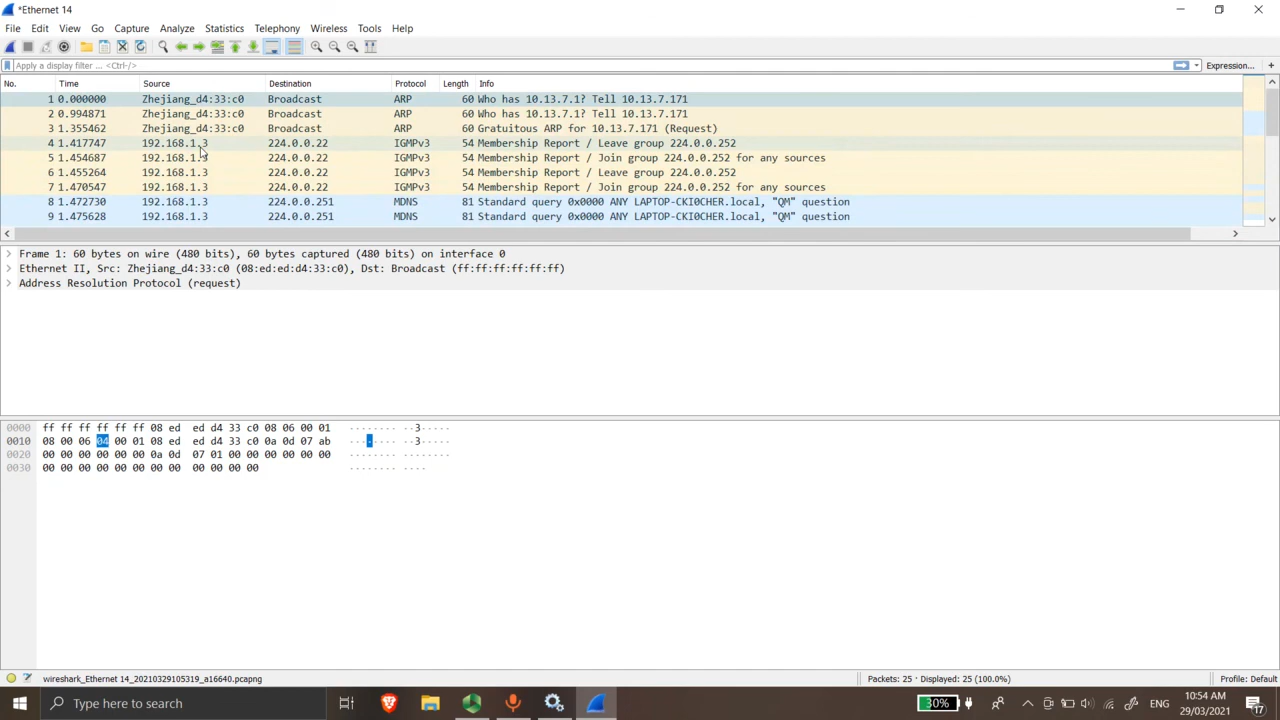 *Ethernet 14
File Edit View Go Capture Analyze Statistics Telephony Wireless Tools Help
Apply a display filter ... <Ctrl-/> Expression... +
No. Time Source Destination Protocol Length Info
1 0.000000 Zhejiang_d4:33:c0 Broadcast ARP 60 Who has 10.13.7.1? Tell 10.13.7.171
2 0.994871 Zhejiang_d4:33:c0 Broadcast ARP 60 Who has 10.13.7.1? Tell 10.13.7.171
3 1.355462 Zhejiang_d4:33:c0 Broadcast ARP 60 Gratuitous ARP for 10.13.7.171 (Request)
4 1.417747 192.168.1.3 224.0.0.22 IGMPv3 54 Membership Report / Leave group 224.0.0.252
5 1.454687 192.168.1.3 224.0.0.22 IGMPv3 54 Membership Report / Join group 224.0.0.252 for any sources
6 1.455264 192.168.1.3 224.0.0.22 IGMPv3 54 Membership Report / Leave group 224.0.0.252
7 1.470547 192.168.1.3 224.0.0.22 IGMPv3 54 Membership Report / Join group 224.0.0.252 for any sources
8 1.472730 192.168.1.3 224.0.0.251 MDNS 81 Standard query 0x0000 ANY LAPTOP-CKI0CHER.local, "QM" question
9 1.475628 192.168.1.3 224.0.0.251 MDNS 81 Standard query 0x0000 ANY LAPTOP-CKI0CHER.local, "QM" question
Frame 1: 60 bytes on wire (480 bits), 60 bytes captured (480 bits) on interface 0
Ethernet II, Src: Zhejiang_d4:33:c0 (08:ed:ed:d4:33:c0), Dst: Broadcast (ff:ff:ff:ff:ff:ff)
Address Resolution Protocol (request)
0000 ff ff ff ff ff ff 08 ed ed d4 33 c0 08 06 00 01 ········ ··3·····
0010 08 00 06 04 00 01 08 ed ed d4 33 c0 0a 0d 07 ab ········ ··3·····
0020 00 00 00 00 00 00 0a 0d 07 01 00 00 00 00 00 00 ········ ········
0030 00 00 00 00 00 00 00 00 00 00 00 00 ········ ····
wireshark_Ethernet 14_20210329105319_a16640.pcapng Packets: 25 · Displayed: 25 (100.0%) Profile: Default
Type here to search 30% ENG 10:54 AM
29/03/2021 17